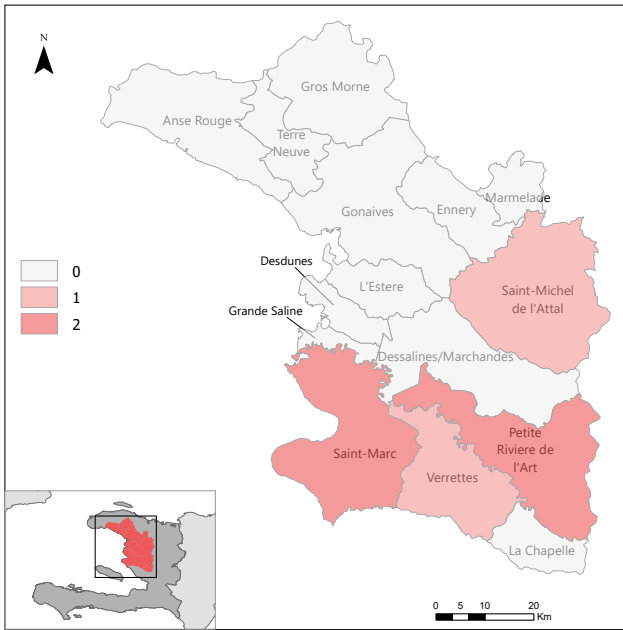 N
Gros Morne
Anse Rouge
Terre
Neuve
Marmelade
Ennery
Gonaives
Desdunes
0
L'Estere
Saint-Michel
de l'Attal
1
Grande Saline
2
Dessalines/Marchandes
Petite
Riviere de
l'Art
Saint-Marc
Verrettes
La Chapelle
0 5 10 20
Km